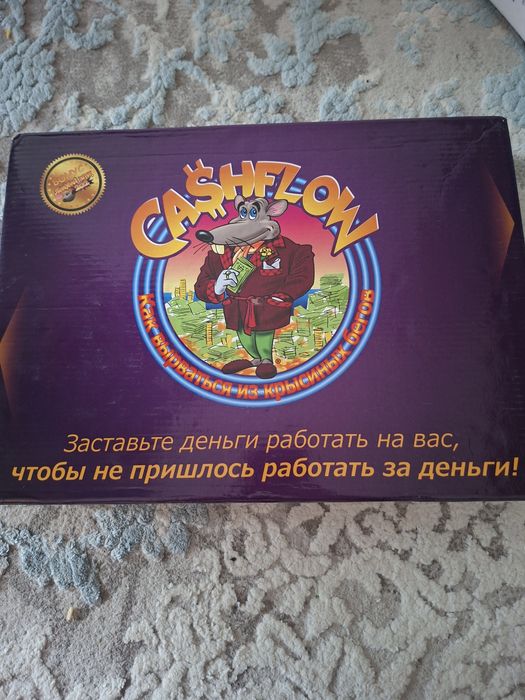 CA$HFLOW
Как вырваться из крысиных бегов
Заставьте деньги работать на вас,
чтобы не пришлось работать за деньги!